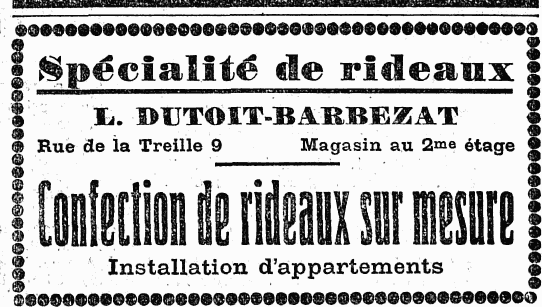 Spécialité de rideaux
L. DUTOIT-BARBEZAT
Rue de la Treille 9 Magasin au 2me étage
Confection de rideaux sur mesure
Installation d'appartements